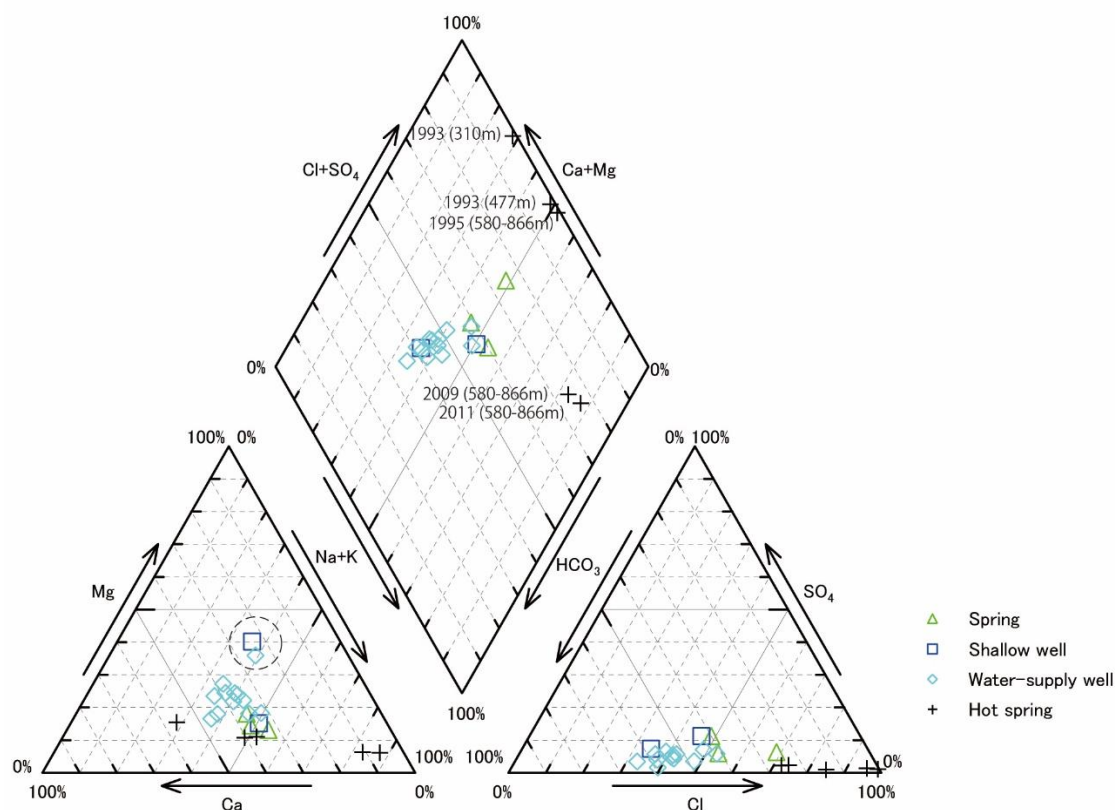 100%
1993 (310m)
Cl+SO₄
Ca+Mg
1993 (477m)
1995 (580-866m)
0%
0%
2009 (580-866m)
2011 (580-866m)
100% 0%
0% 100%
Na+K
HCO₃
Mg
SO₄
Spring
Shallow well
Water-supply well
Hot spring
100%
0%
100% 100%
0%
100%
Ca
0%
0%
Cl
100%